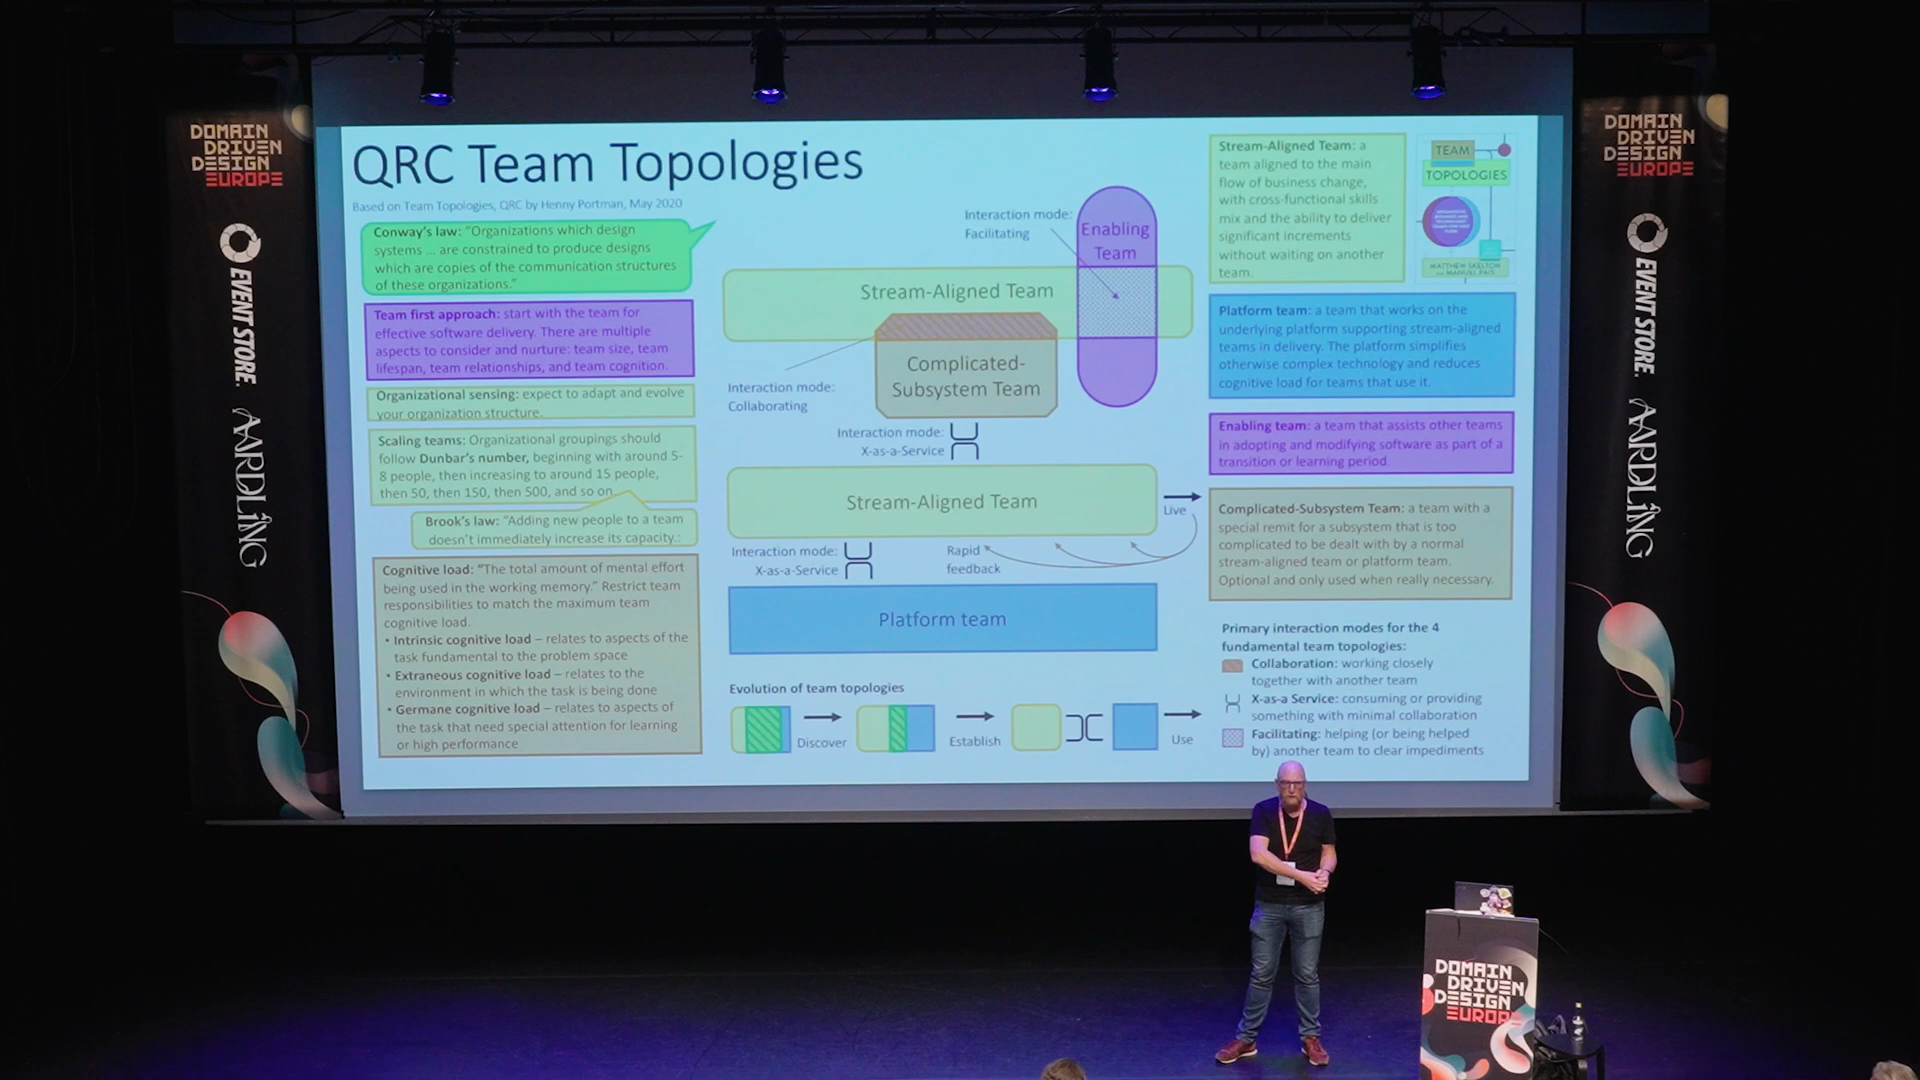 DOMAIN
DRIVEN
DESIGN
EUROPE
EVENT STORE.
AARDLING
QRC Team Topologies
Based on Team Topologies, QRC by Henny Portman, May 2020
Conway's law: "Organizations which design
systems ... are constrained to produce designs
which are copies of the communication structures
of these organizations."
Team first approach: start with the team for
effective software delivery. There are multiple
aspects to consider and nurture: team size, team
lifespan, team relationships, and team cognition.
Organizational sensing: expect to adapt and evolve
your organization structure.
Scaling teams: Organizational groupings should
follow Dunbar's number, beginning with around 5-
8 people, then increasing to around 15 people,
then 50, then 150, then 500, and so on
Brook's law: "Adding new people to a team
doesn't immediately increase its capacity.:
Cognitive load: "The total amount of mental effort
being used in the working memory." Restrict team
responsibilities to match the maximum team
cognitive load.
• Intrinsic cognitive load – relates to aspects of the
task fundamental to the problem space
• Extraneous cognitive load – relates to the
environment in which the task is being done
• Germane cognitive load – relates to aspects of
the task that need special attention for learning
or high performance
Interaction mode:
Facilitating
Enabling
Team
Stream-Aligned Team
Complicated-
Subsystem Team
Interaction mode:
Collaborating
Interaction mode:
X-as-a-Service
Stream-Aligned Team
Live
Interaction mode:
X-as-a-Service
Rapid
feedback
Platform team
Evolution of team topologies
Discover
Establish
Use
Stream-Aligned Team: a
team aligned to the main
flow of business change,
with cross-functional skills
mix and the ability to deliver
significant increments
without waiting on another
team.
TEAM
TOPOLOGIES
MATTHEW SKELTON
AND MANUEL PAIS
Platform team: a team that works on the
underlying platform supporting stream-aligned
teams in delivery. The platform simplifies
otherwise complex technology and reduces
cognitive load for teams that use it.
Enabling team: a team that assists other teams
in adopting and modifying software as part of a
transition or learning period.
Complicated-Subsystem Team: a team with a
special remit for a subsystem that is too
complicated to be dealt with by a normal
stream-aligned team or platform team.
Optional and only used when really necessary.
Primary interaction modes for the 4
fundamental team topologies:
Collaboration: working closely
together with another team
X-as-a Service: consuming or providing
something with minimal collaboration
Facilitating: helping (or being helped
by) another team to clear impediments
DOMAIN
DRIVEN
DESIGN
EUROPE
EVENT STORE.
AARDLING
DOMAIN
DRIVEN
DESIGN
EUROPE